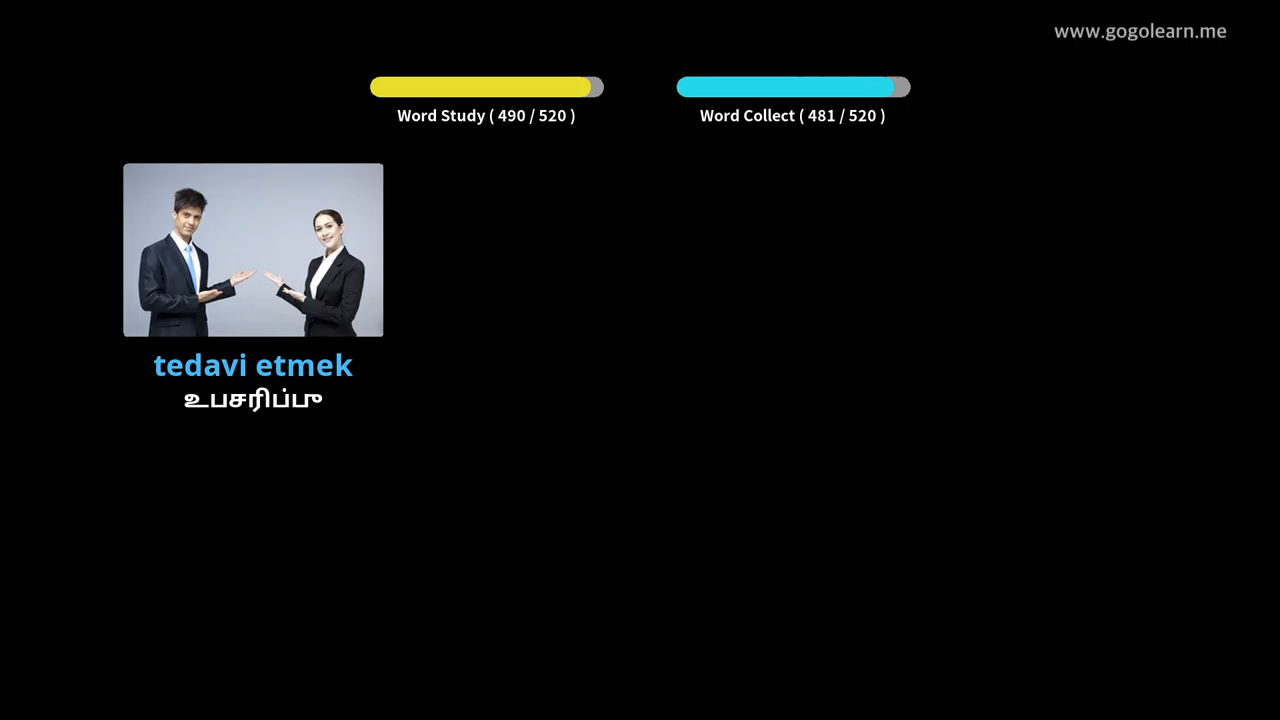 www.gogolearn.me
Word Study ( 490 / 520 )
Word Collect ( 481 / 520 )
tedavi etmek
உபசரிப்பு